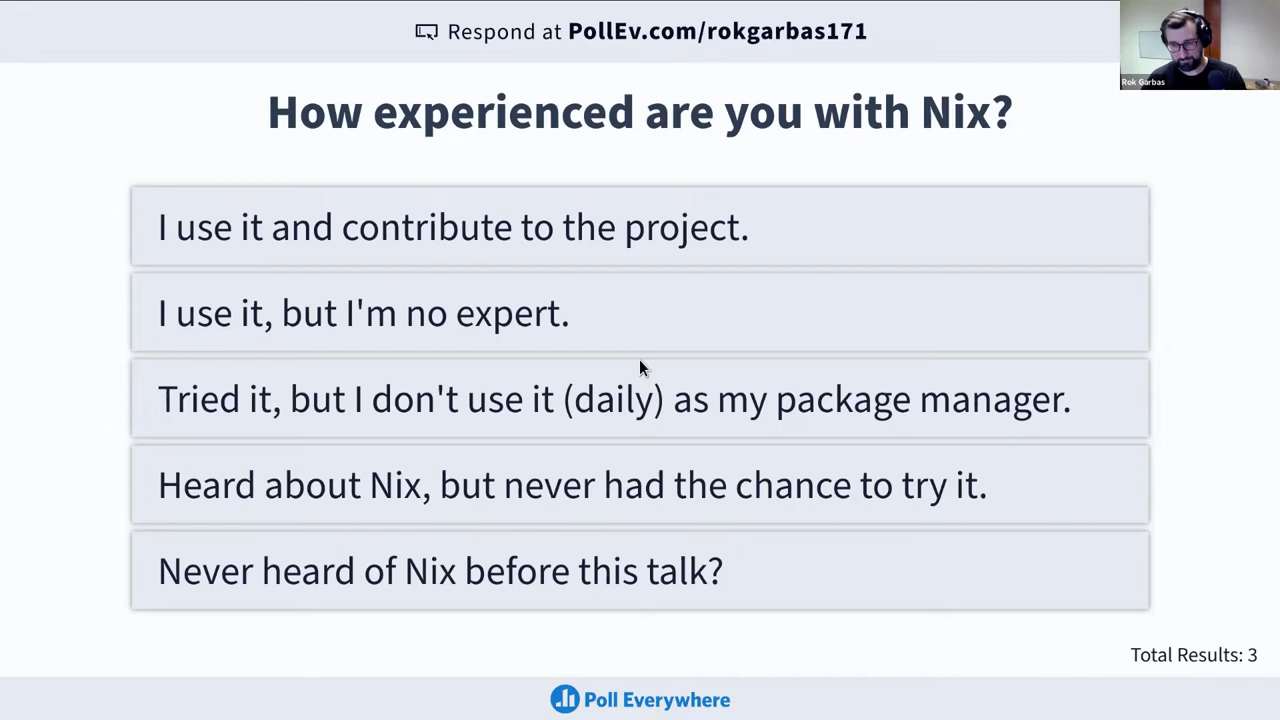 Respond at PollEv.com/rokgarbas171
Rok Garbas
How experienced are you with Nix?
I use it and contribute to the project.
I use it, but I'm no expert.
Tried it, but I don't use it (daily) as my package manager.
Heard about Nix, but never had the chance to try it.
Never heard of Nix before this talk?
Total Results: 3
Poll Everywhere